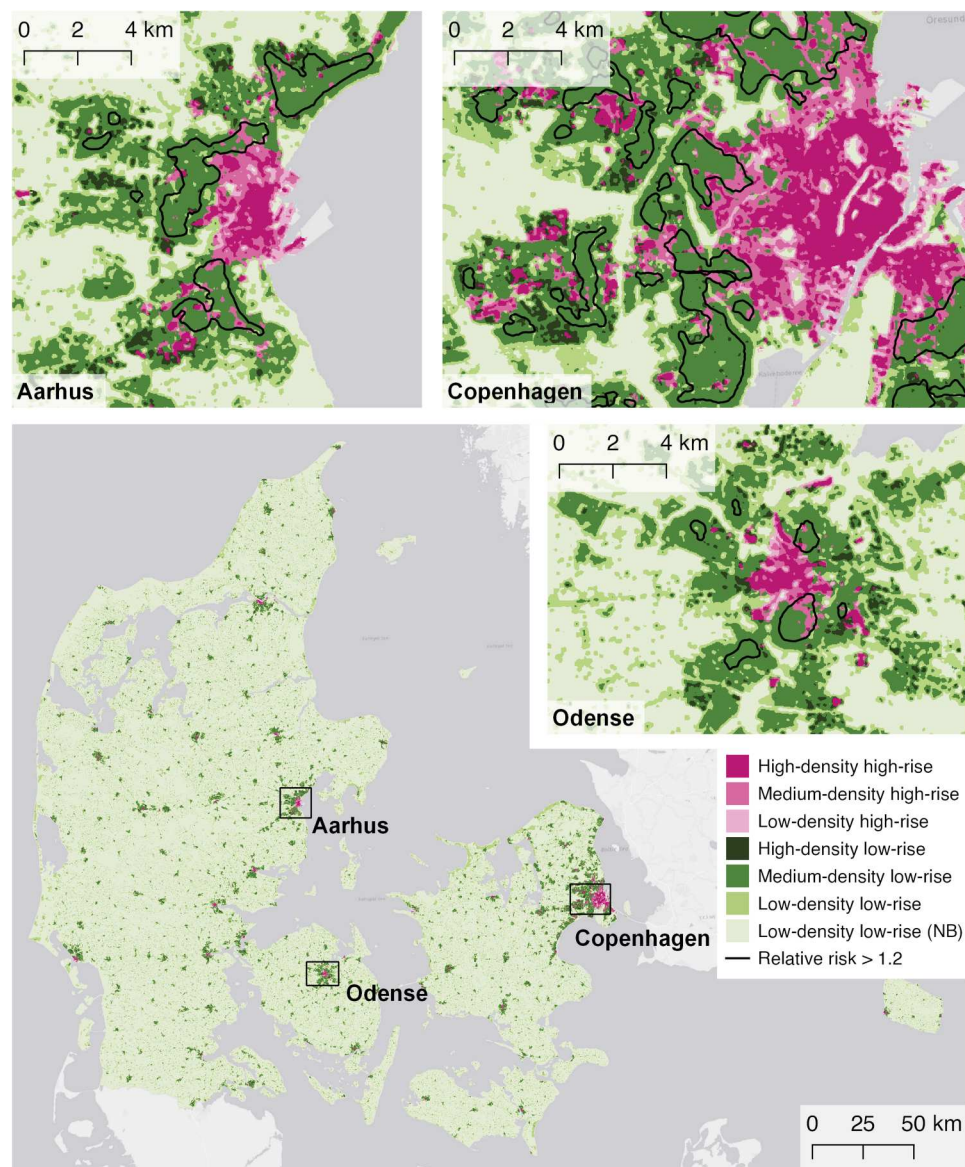 0 2 4 km
Aarhus
0 2 4 km
Öresund
Copenhagen
0 2 4 km
Odense
Aarhus
Copenhagen
Odense
High-density high-rise
Medium-density high-rise
Low-density high-rise
High-density low-rise
Medium-density low-rise
Low-density low-rise
Low-density low-rise (NB)
Relative risk > 1.2
0 25 50 km